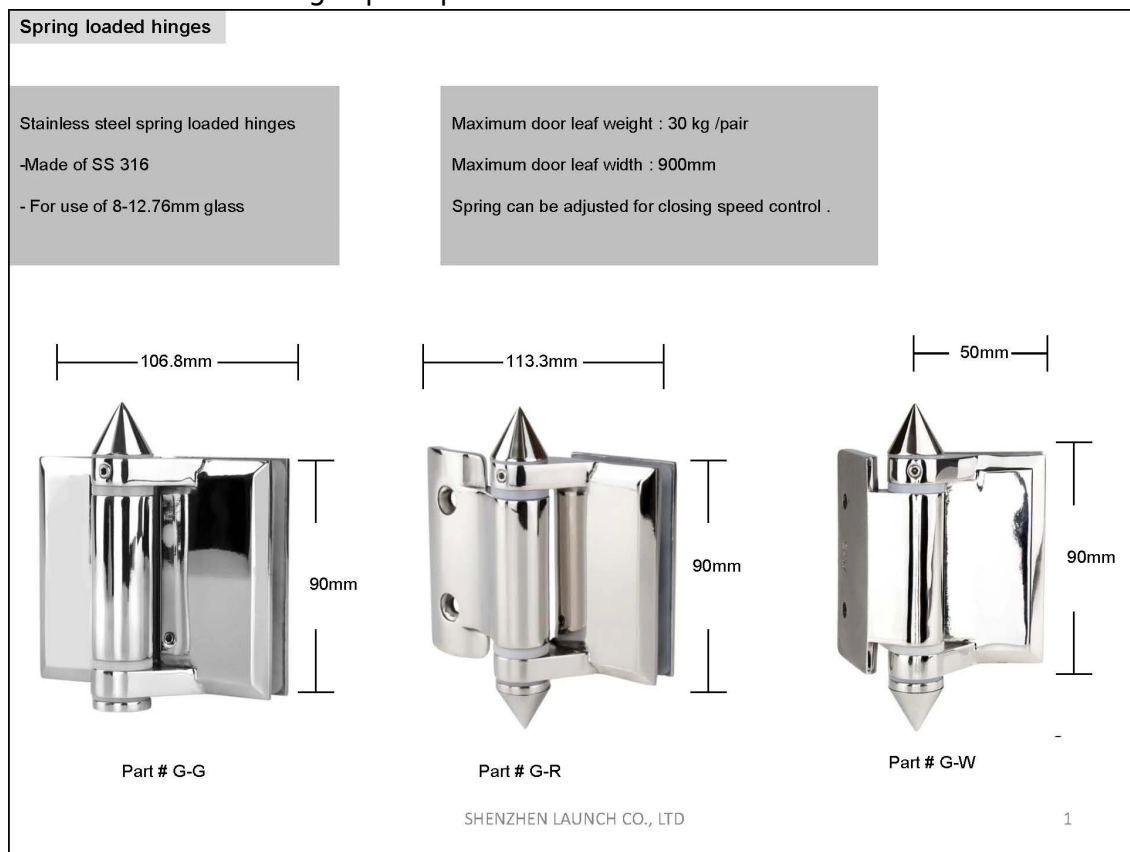 Spring loaded hinges
Stainless steel spring loaded hinges
-Made of SS 316
- For use of 8-12.76mm glass
Maximum door leaf weight : 30 kg /pair
Maximum door leaf width : 900mm
Spring can be adjusted for closing speed control .
106.8mm
113.3mm
50mm
90mm
90mm
90mm
Part # G-G
Part # G-R
Part # G-W
SHENZHEN LAUNCH CO., LTD
1